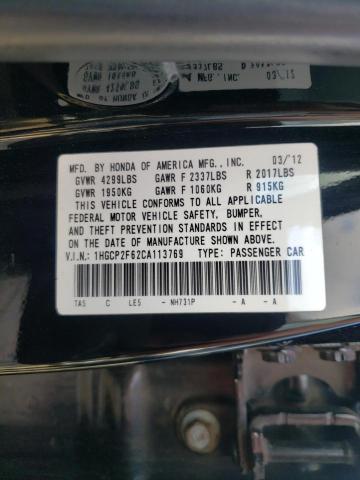 MFD. BY HONDA OF AMERICA MFG., INC. 03/12
GVWR 4299LBS GAWR F 2337LBS R 2017LBS
GVWR 1950KG GAWR F 1060KG R 915KG
THIS VEHICLE CONFORMS TO ALL APPLICABLE
FEDERAL MOTOR VEHICLE SAFETY, BUMPER,
AND THEFT PREVENTION STANDARDS IN EFFECT
ON THE DATE OF MANUFACTURE SHOWN ABOVE.
V.I.N.: 1HGCP2F62CA113769 TYPE: PASSENGER CAR
TA5 C LE5 - NH731P - A - A